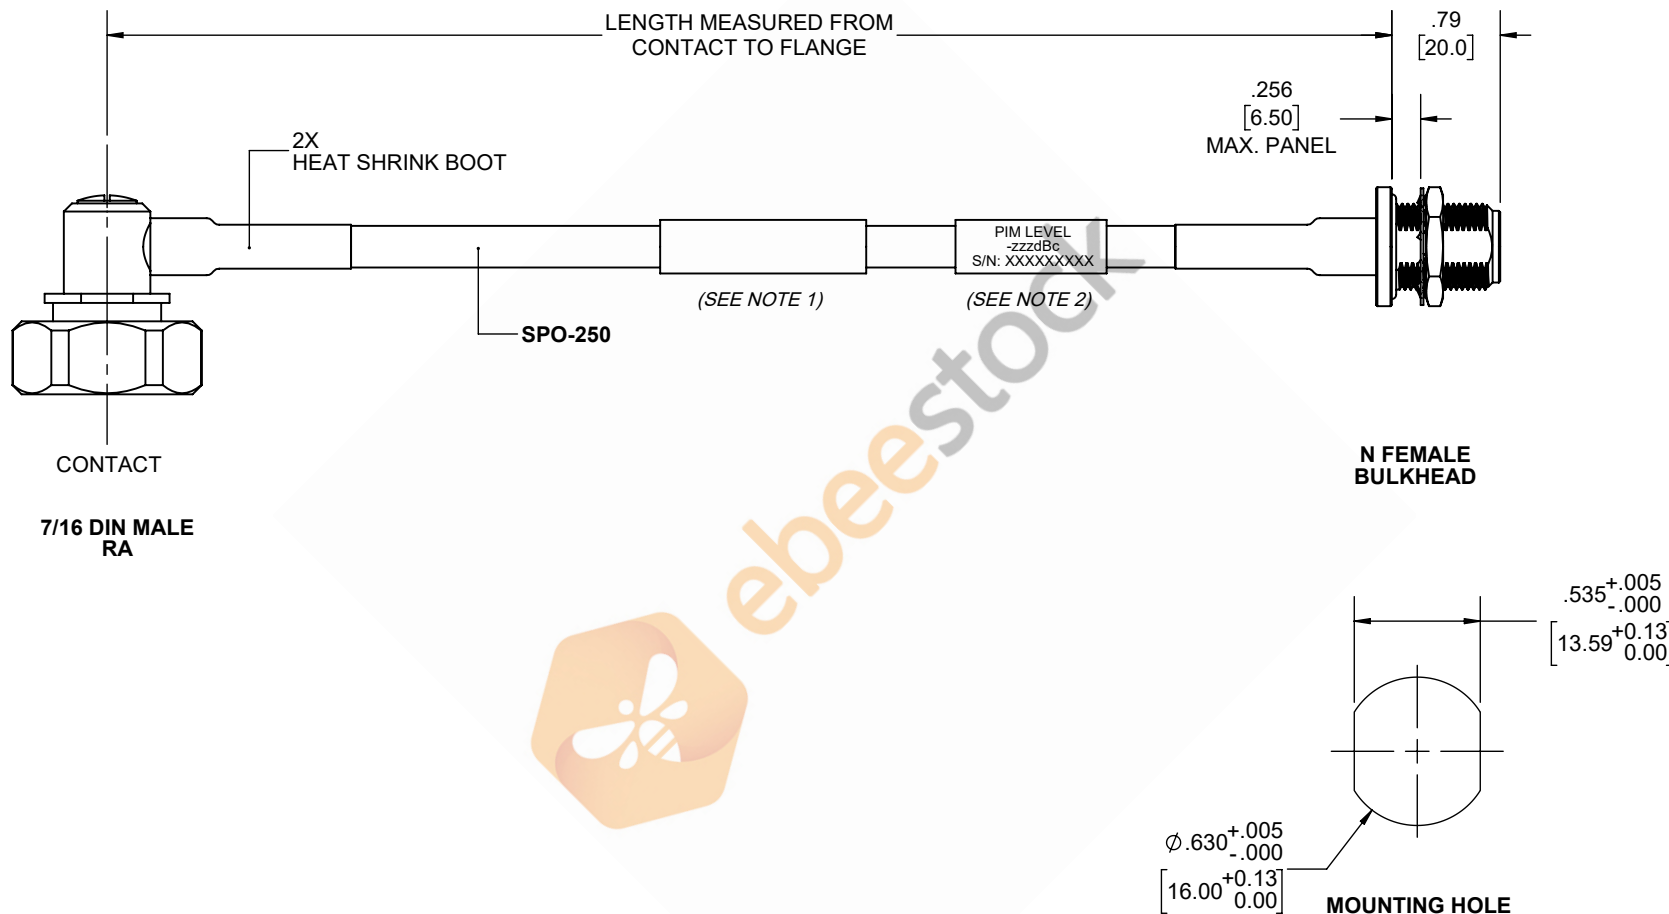 LENGTH MEASURED FROM
CONTACT TO FLANGE
.79
[20.0]
.256
[6.50]
MAX. PANEL
2X
HEAT SHRINK BOOT
PIM LEVEL
-zzzdBc
S/N: XXXXXXXXX
(SEE NOTE 1)
(SEE NOTE 2)
SPO-250
CONTACT
7/16 DIN MALE
RA
N FEMALE
BULKHEAD
ebeestock
.535 +.005
-.000
[13.59 +0.13
0.00]
Ø.630 +.005
-.000
[16.00 +0.13
0.00]
MOUNTING HOLE